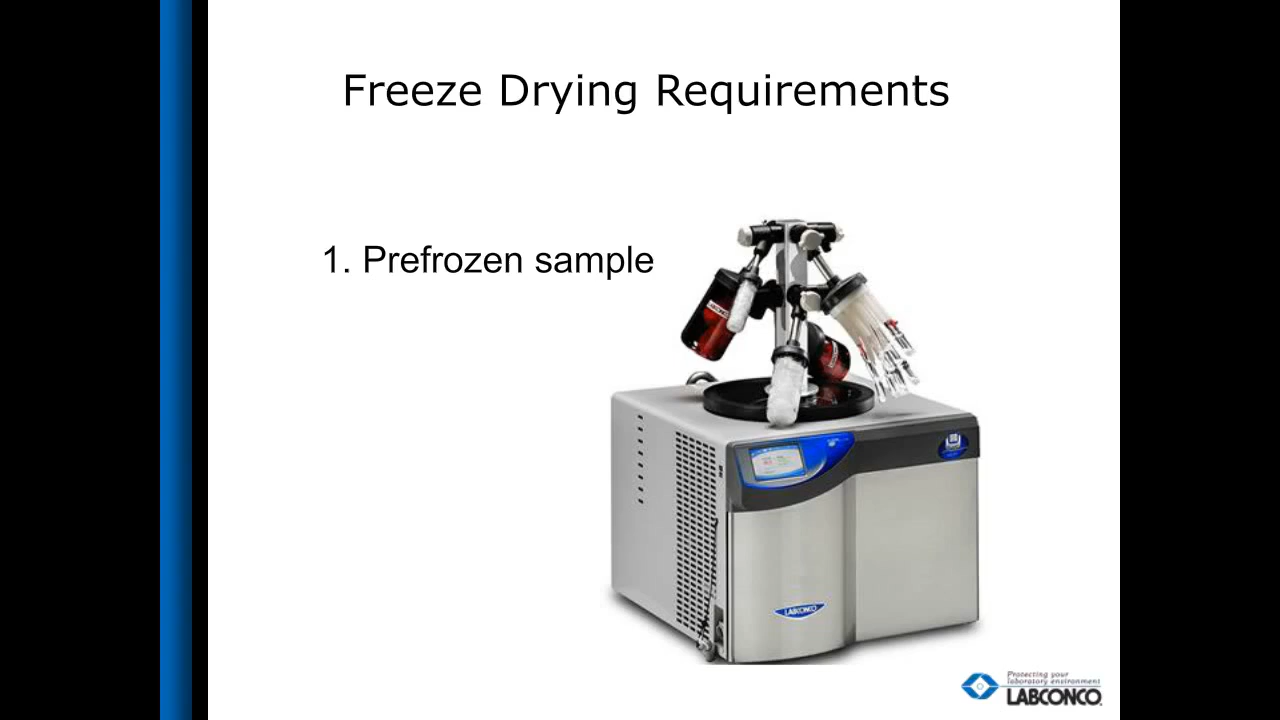 Freeze Drying Requirements
1. Prefrozen sample
LABCONCO
Protecting your
laboratory environment
LABCONCO